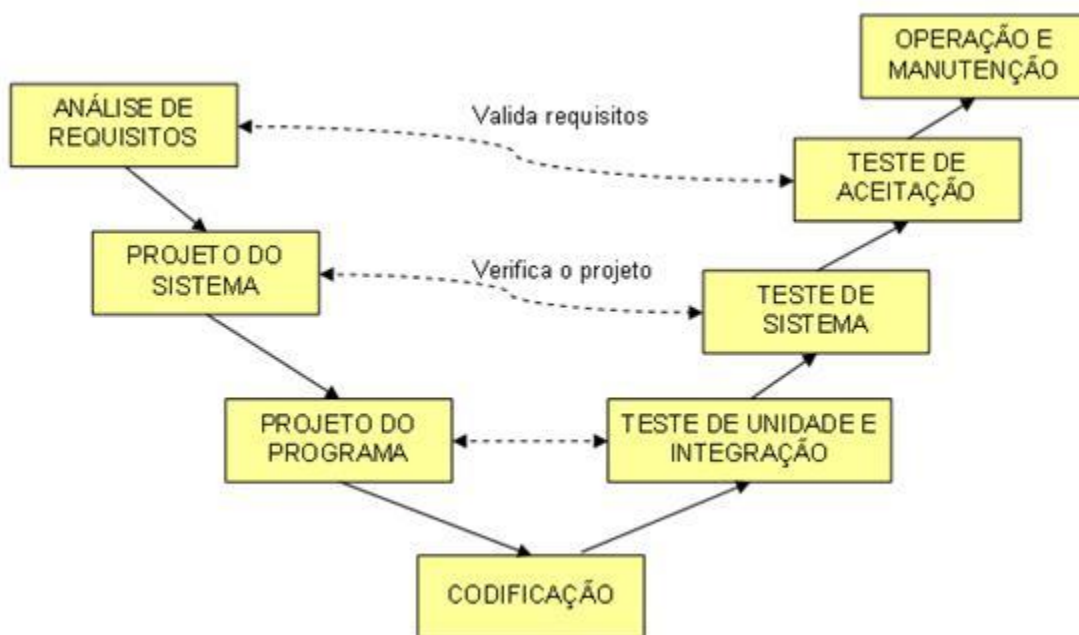 OPERAÇÃO E
MANUTENÇÃO
ANÁLISE DE
REQUISITOS
Valida requisitos
TESTE DE
ACEITAÇÃO
PROJETO DO
SISTEMA
Verifica o projeto
TESTE DE
SISTEMA
PROJETO DO
PROGRAMA
TESTE DE UNIDADE E
INTEGRAÇÃO
CODIFICAÇÃO